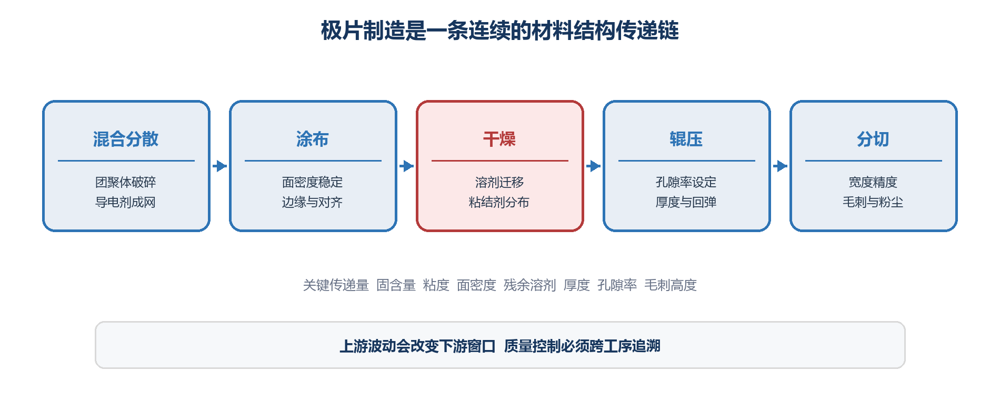 极片制造是一条连续的材料结构传递链
混合分散
团聚体破碎
导电剂成网
涂布
面密度稳定
边缘与对齐
干燥
溶剂迁移
粘结剂分布
辊压
孔隙率设定
厚度与回弹
分切
宽度精度
毛刺与粉尘
关键传递量 固含量 粘度 面密度 残余溶剂 厚度 孔隙率 毛刺高度
上游波动会改变下游窗口 质量控制必须跨工序追溯